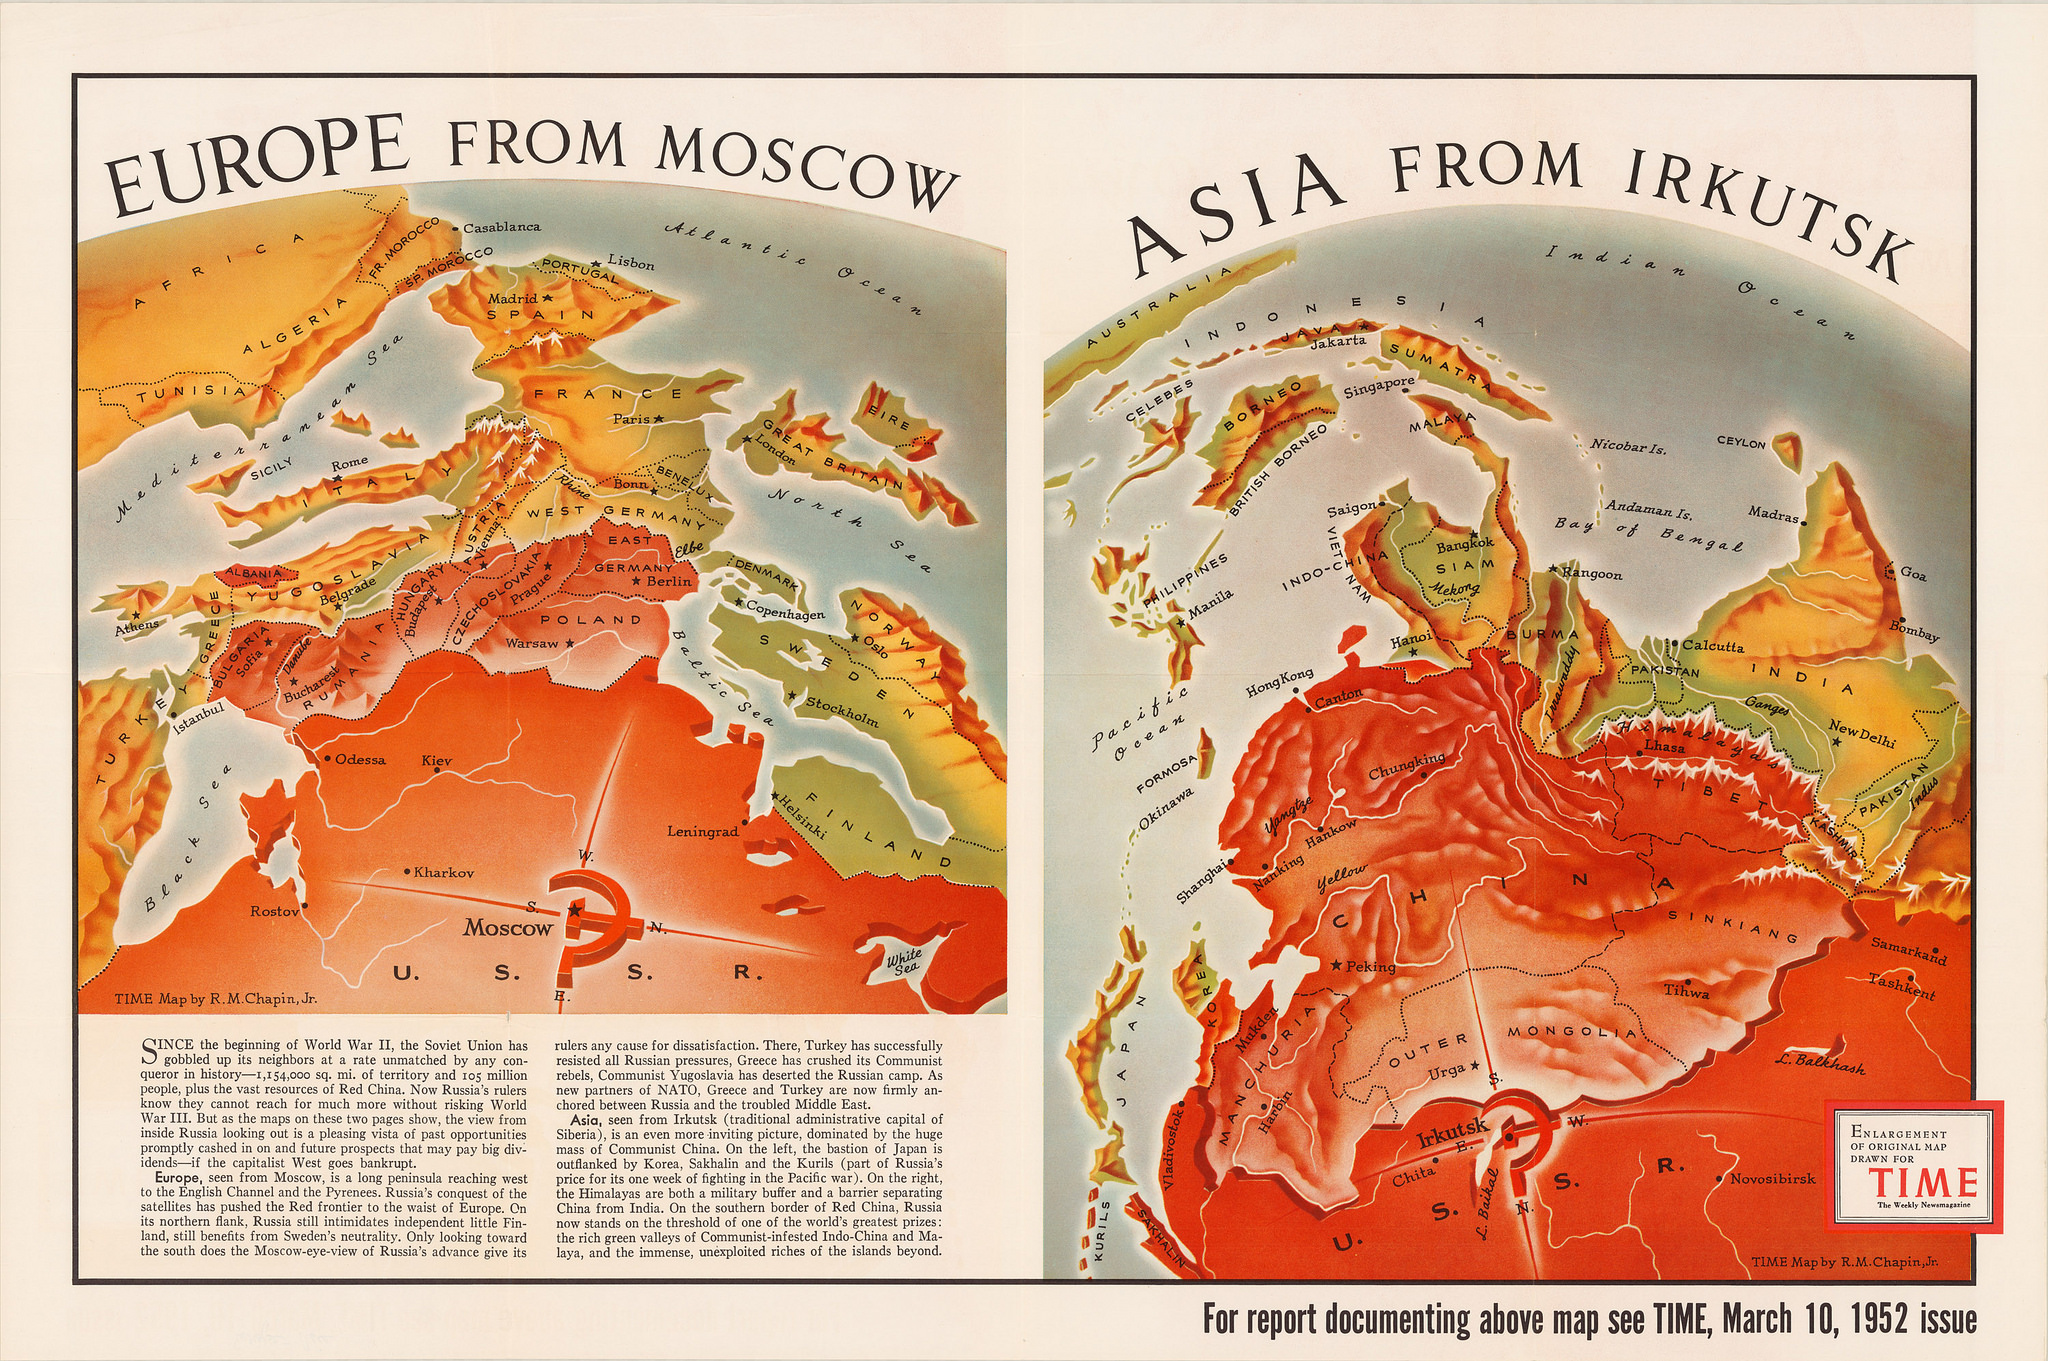 EUROPE FROM MOSCOW
AFRICA
FR. MOROCCO
SP. MOROCCO
Casablanca
Atlantic Ocean
ALGERIA
TUNISIA
PORTUGAL
Lisbon
Madrid
SPAIN
Mediterranean Sea
FRANCE
Paris
EIRE
GREAT BRITAIN
London
SICILY
Rome
ITALY
Rhine
Bonn
BENELUX
North Sea
WEST GERMANY
AUSTRIA
Vienna
EAST
GERMANY
Elbe
Berlin
DENMARK
Copenhagen
ALBANIA
YUGOSLAVIA
Belgrade
HUNGARY
Budapest
CZECHOSLOVAKIA
Prague
POLAND
Warsaw
NORWAY
Oslo
SWEDEN
Stockholm
Baltic Sea
Athens
GREECE
BULGARIA
Sofia
Danube
Bucharest
RUMANIA
TURKEY
Istanbul
Black Sea
Odessa
Kiev
Leningrad
Helsinki
FINLAND
Kharkov
Rostov
W.
S.
N.
E.
Moscow
White
Sea
U. S. S. R.
TIME Map by R.M.Chapin, Jr.
SINCE the beginning of World War II, the Soviet Union has
gobbled up its neighbors at a rate unmatched by any con-
queror in history—1,154,000 sq. mi. of territory and 105 million
people, plus the vast resources of Red China. Now Russia's rulers
know they cannot reach for much more without risking World
War III. But as the maps on these two pages show, the view from
inside Russia looking out is a pleasing vista of past opportunities
promptly cashed in on and future prospects that may pay big div-
idends—if the capitalist West goes bankrupt.
Europe, seen from Moscow, is a long peninsula reaching west
to the English Channel and the Pyrenees. Russia's conquest of the
satellites has pushed the Red frontier to the waist of Europe. On
its northern flank, Russia still intimidates independent little Fin-
land, still benefits from Sweden's neutrality. Only looking toward
the south does the Moscow-eye-view of Russia's advance give its
rulers any cause for dissatisfaction. There, Turkey has successfully
resisted all Russian pressures, Greece has crushed its Communist
rebels, Communist Yugoslavia has deserted the Russian camp. As
new partners of NATO, Greece and Turkey are now firmly an-
chored between Russia and the troubled Middle East.
Asia, seen from Irkutsk (traditional administrative capital of
Siberia), is an even more inviting picture, dominated by the huge
mass of Communist China. On the left, the bastion of Japan is
outflanked by Korea, Sakhalin and the Kurils (part of Russia's
price for its one week of fighting in the Pacific war). On the right,
the Himalayas are both a military buffer and a barrier separating
China from India. On the southern border of Red China, Russia
now stands on the threshold of one of the world's greatest prizes:
the rich green valleys of Communist-infested Indo-China and Ma-
laya, and the immense, unexploited riches of the islands beyond.
ASIA FROM IRKUTSK
Indian Ocean
AUSTRALIA
INDONESIA
JAVA
Jakarta
SUMATRA
CELEBES
BORNEO
BRITISH BORNEO
Singapore
MALAYA
Nicobar Is.
CEYLON
Andaman Is.
Bay of Bengal
Madras
Saigon
VIET NAM
INDO-CHINA
Bangkok
SIAM
Mekong
Rangoon
Goa
PHILIPPINES
Manila
Hanoi
BURMA
Irrawaddy
PAKISTAN
Calcutta
INDIA
Bombay
Ganges
New Delhi
Hong Kong
Canton
Pacific
Ocean
Himalayas
Lhasa
TIBET
PAKISTAN
Indus
KASHMIR
FORMOSA
Okinawa
Chungking
Yangtze
Hankow
Nanking
Shanghai
Yellow
CHINA
SINKIANG
Samarkand
Tashkent
Peking
Tihwa
KOREA
JAPAN
Mukden
MANCHURIA
Harbin
OUTER MONGOLIA
Urga
L. Balkhash
Vladivostok
S.
W.
E.
N.
Irkutsk
Chita
L. Baikal
Novosibirsk
U. S. S. R.
KURILS
SAKHALIN
ENLARGEMENT
OF ORIGINAL MAP
DRAWN FOR
TIME
The Weekly Newsmagazine
TIME Map by R.M.Chapin, Jr.
For report documenting above map see TIME, March 10, 1952 issue